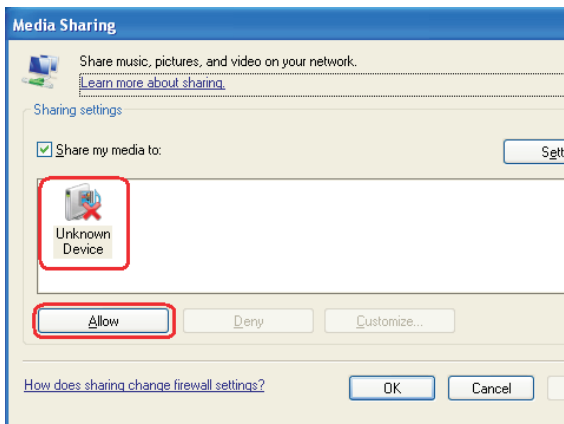 Media Sharing
Share music, pictures, and video on your network.
Learn more about sharing.
Sharing settings
Share my media to:
Sett
Unknown
Device
Allow Deny Customize...
How does sharing change firewall settings? OK Cancel